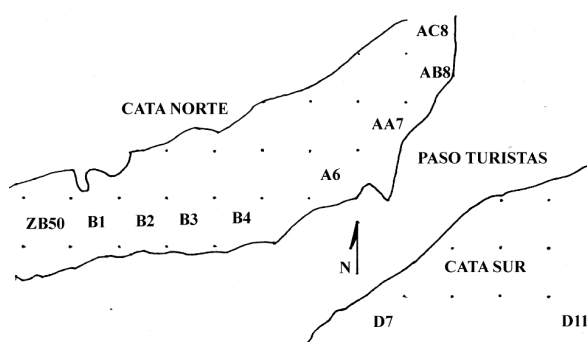 AC8
AB8
CATA NORTE
AA7
PASO TURISTAS
A6
ZB50 B1 B2 B3 B4
N
CATA SUR
D7 D11